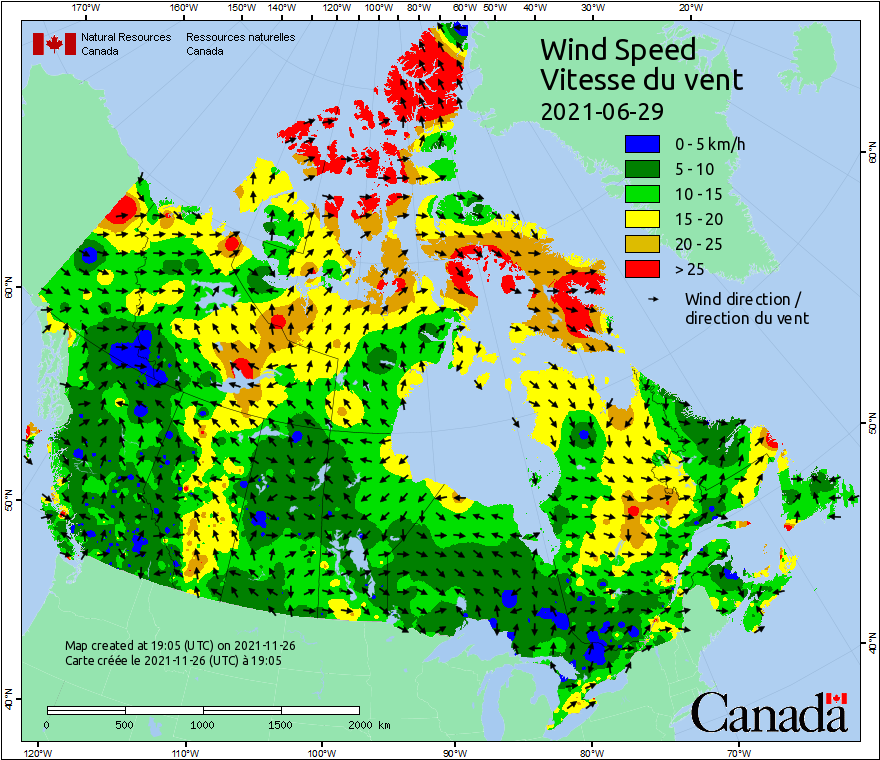 170°W 160°W 150°W 140°W 130°W 120°W 110°W 100°W 90°W 80°W 70°W 60°W 50°W 40°W 30°W 20°W
Natural Resources Canada
Ressources naturelles Canada
Wind Speed
Vitesse du vent
2021-06-29
0 - 5 km/h
5 - 10
10 - 15
15 - 20
20 - 25
> 25
Wind direction /
direction du vent
60°N
50°N
40°N
60°N
50°N
40°N
Map created at 19:05 (UTC) on 2021-11-26
Carte créée le 2021-11-26 (UTC) à 19:05
0 500 1000 1500 2000 km
Canada
120°W 110°W 100°W 90°W 80°W 70°W